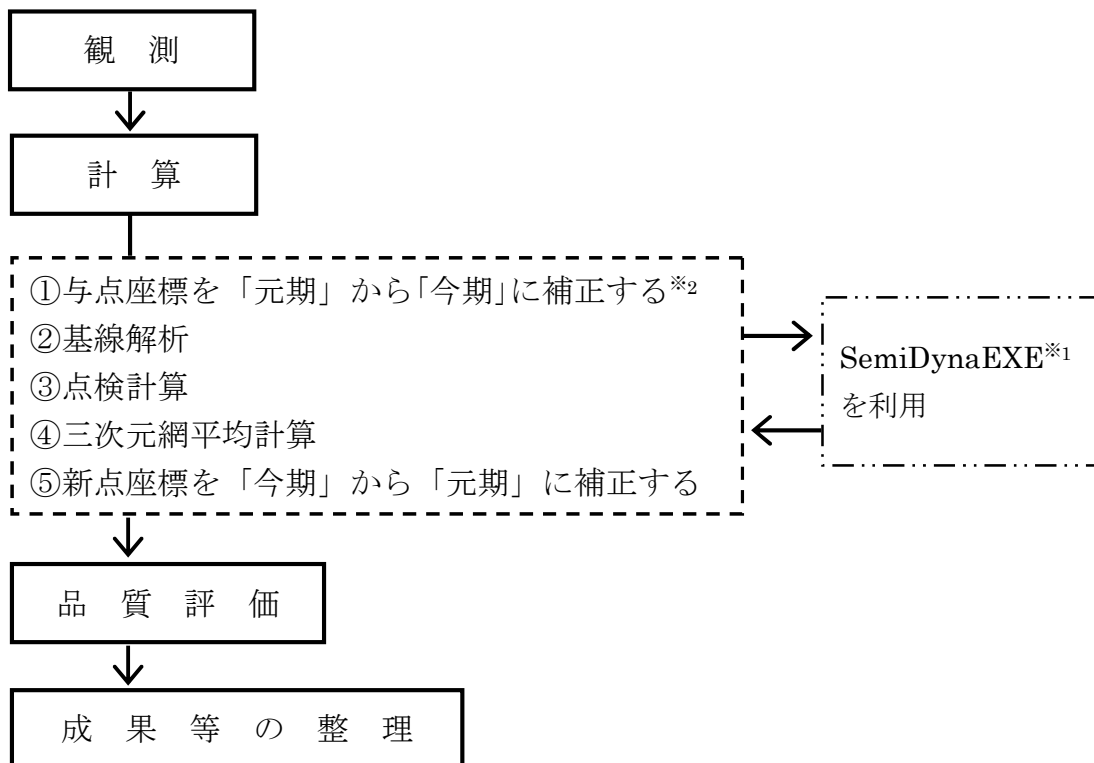 観 測
計 算
①与点座標を「元期」から「今期」に補正する※2
②基線解析
③点検計算
④三次元網平均計算
⑤新点座標を「今期」から「元期」に補正する
SemiDynaEXE※1
を利用
品 質 評 価
成 果 等 の 整 理